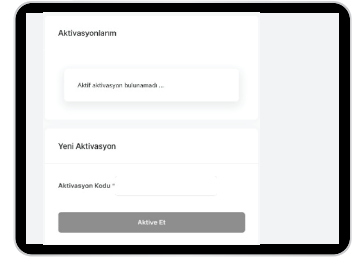 Aktivasyonlarım
Aktif aktivasyon bulunamadı ...
Yeni Aktivasyon
Aktivasyon Kodu *
Aktive Et